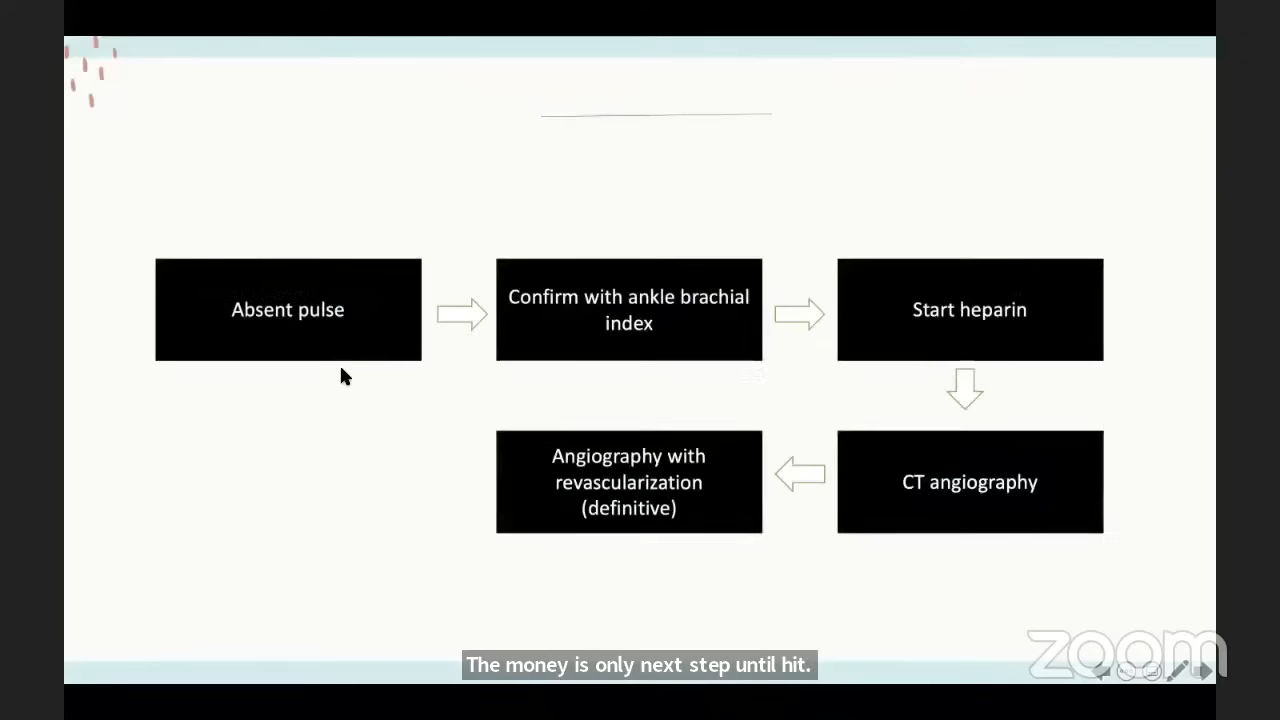 Absent pulse
Confirm with ankle brachial
index
Start heparin
Angiography with
revascularization
(definitive)
CT angiography
The money is only next step until hit.
zoom